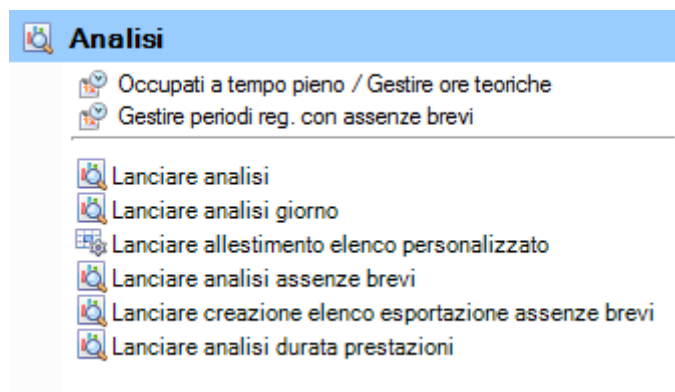 Analisi
Occupati a tempo pieno / Gestire ore teoriche
Gestire periodi reg. con assenze brevi
Lanciare analisi
Lanciare analisi giorno
Lanciare allestimento elenco personalizzato
Lanciare analisi assenze brevi
Lanciare creazione elenco esportazione assenze brevi
Lanciare analisi durata prestazioni